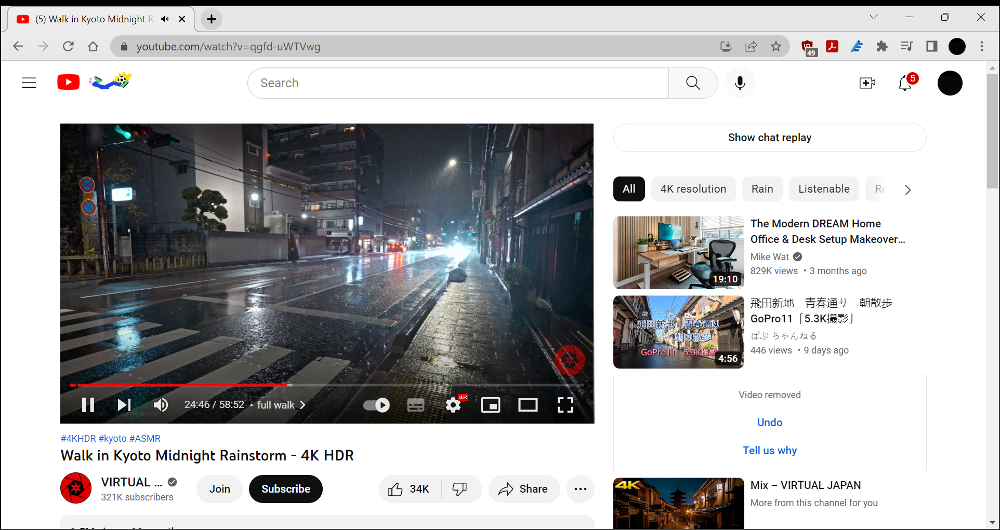 (5) Walk in Kyoto Midnight R
youtube.com/watch?v=qgfd-uWTVwg
49
Search
5
Show chat replay
All
4K resolution
Rain
Listenable
Re
The Modern DREAM Home
Office & Desk Setup Makeover...
Mike Wat
829K views • 3 months ago
19:10
飛田新地　青春通り　朝散歩
GoPro11「5.3K撮影」
ばぶ ちゃんねる
446 views • 9 days ago
飛田新地　青春通り
朝の散歩
GoPro11　5.3K撮影
4:56
Video removed
Undo
Tell us why
4K
Mix – VIRTUAL JAPAN
More from this channel for you
24:46 / 58:52 • full walk
4K
#4KHDR #kyoto #ASMR
Walk in Kyoto Midnight Rainstorm - 4K HDR
VIRTUAL ...
321K subscribers
Join
Subscribe
34K
Share